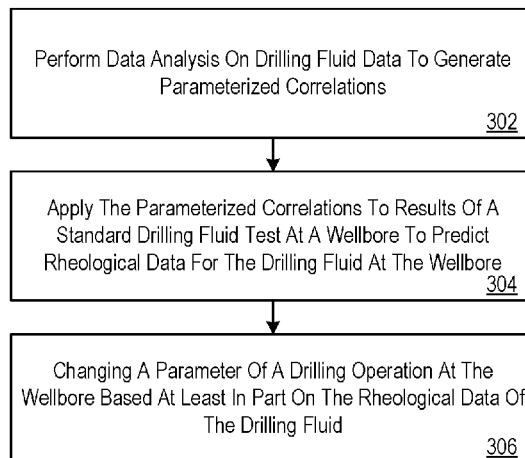 Perform Data Analysis On Drilling Fluid Data To Generate
Parameterized Correlations
302
Apply The Parameterized Correlations To Results Of A
Standard Drilling Fluid Test At A Wellbore To Predict
Rheological Data For The Drilling Fluid At The Wellbore
304
Changing A Parameter Of A Drilling Operation At The
Wellbore Based At Least In Part On The Rheological Data Of
The Drilling Fluid
306